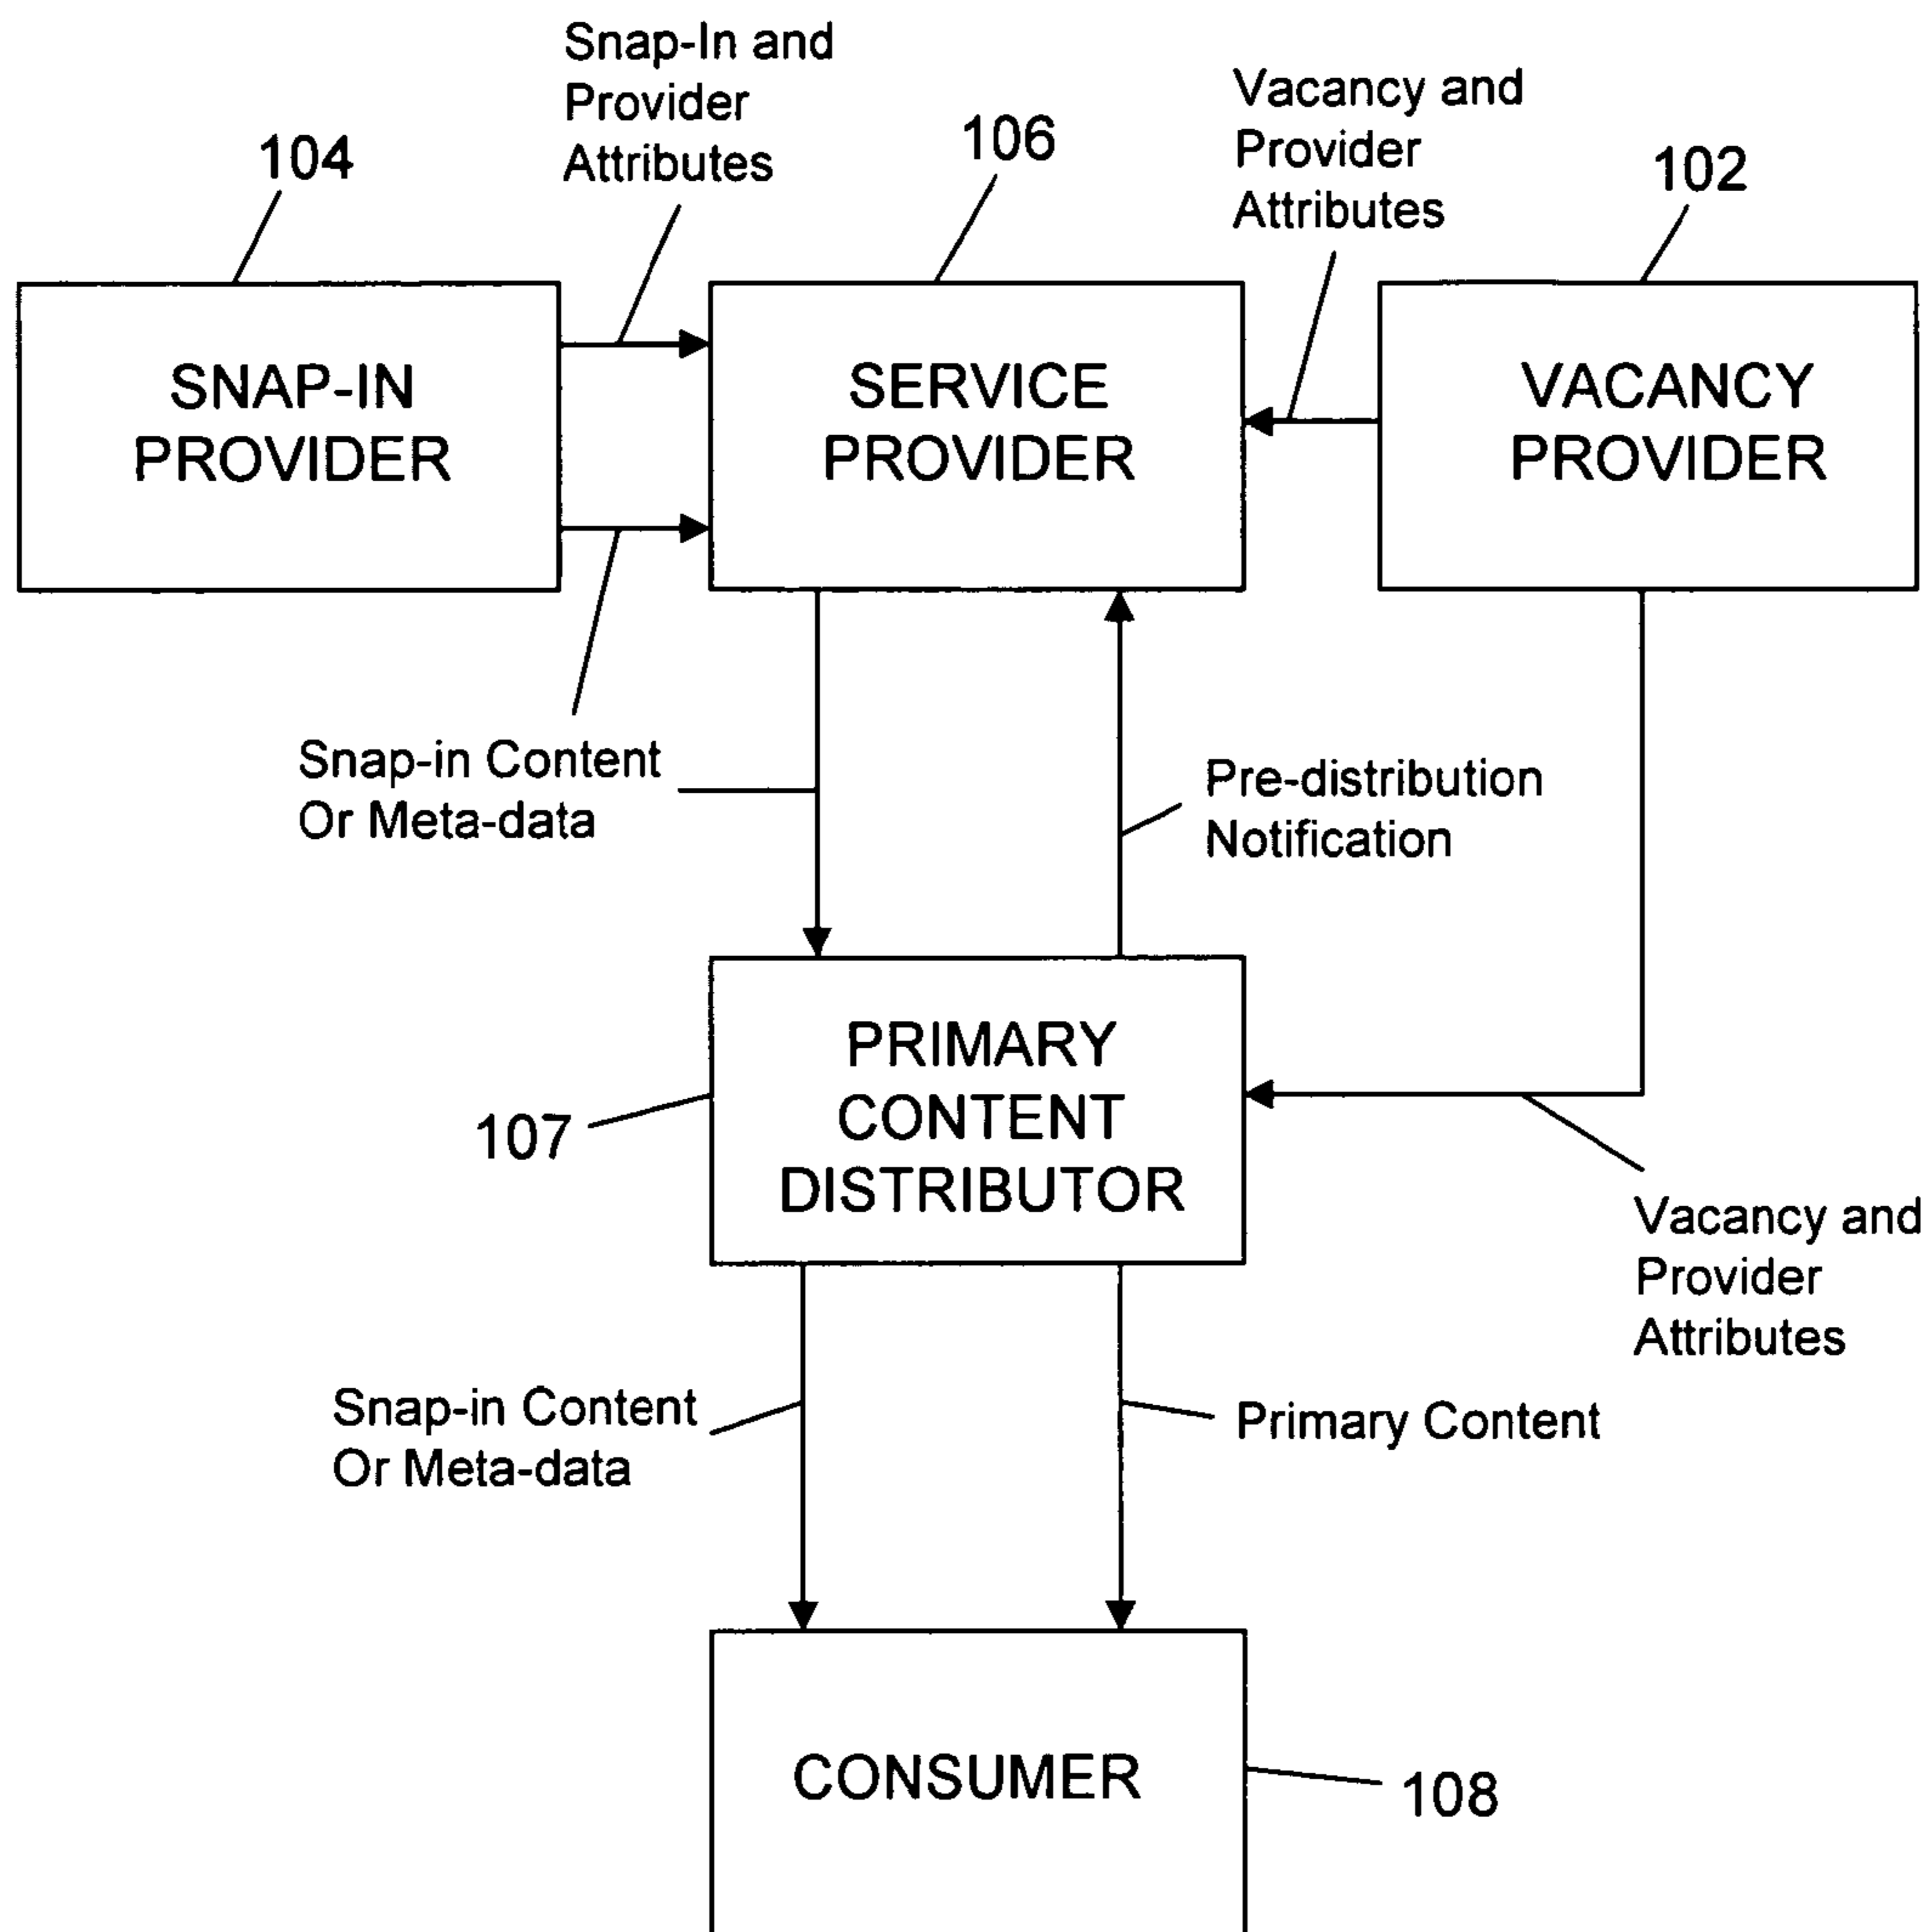 Snap-In and
Provider
Attributes
Vacancy and
Provider
Attributes
104
106
102
SNAP-IN
PROVIDER
SERVICE
PROVIDER
VACANCY
PROVIDER
Snap-in Content
Or Meta-data
Pre-distribution
Notification
PRIMARY
CONTENT
DISTRIBUTOR
107
Vacancy and
Provider
Attributes
Snap-in Content
Or Meta-data
Primary Content
CONSUMER
108